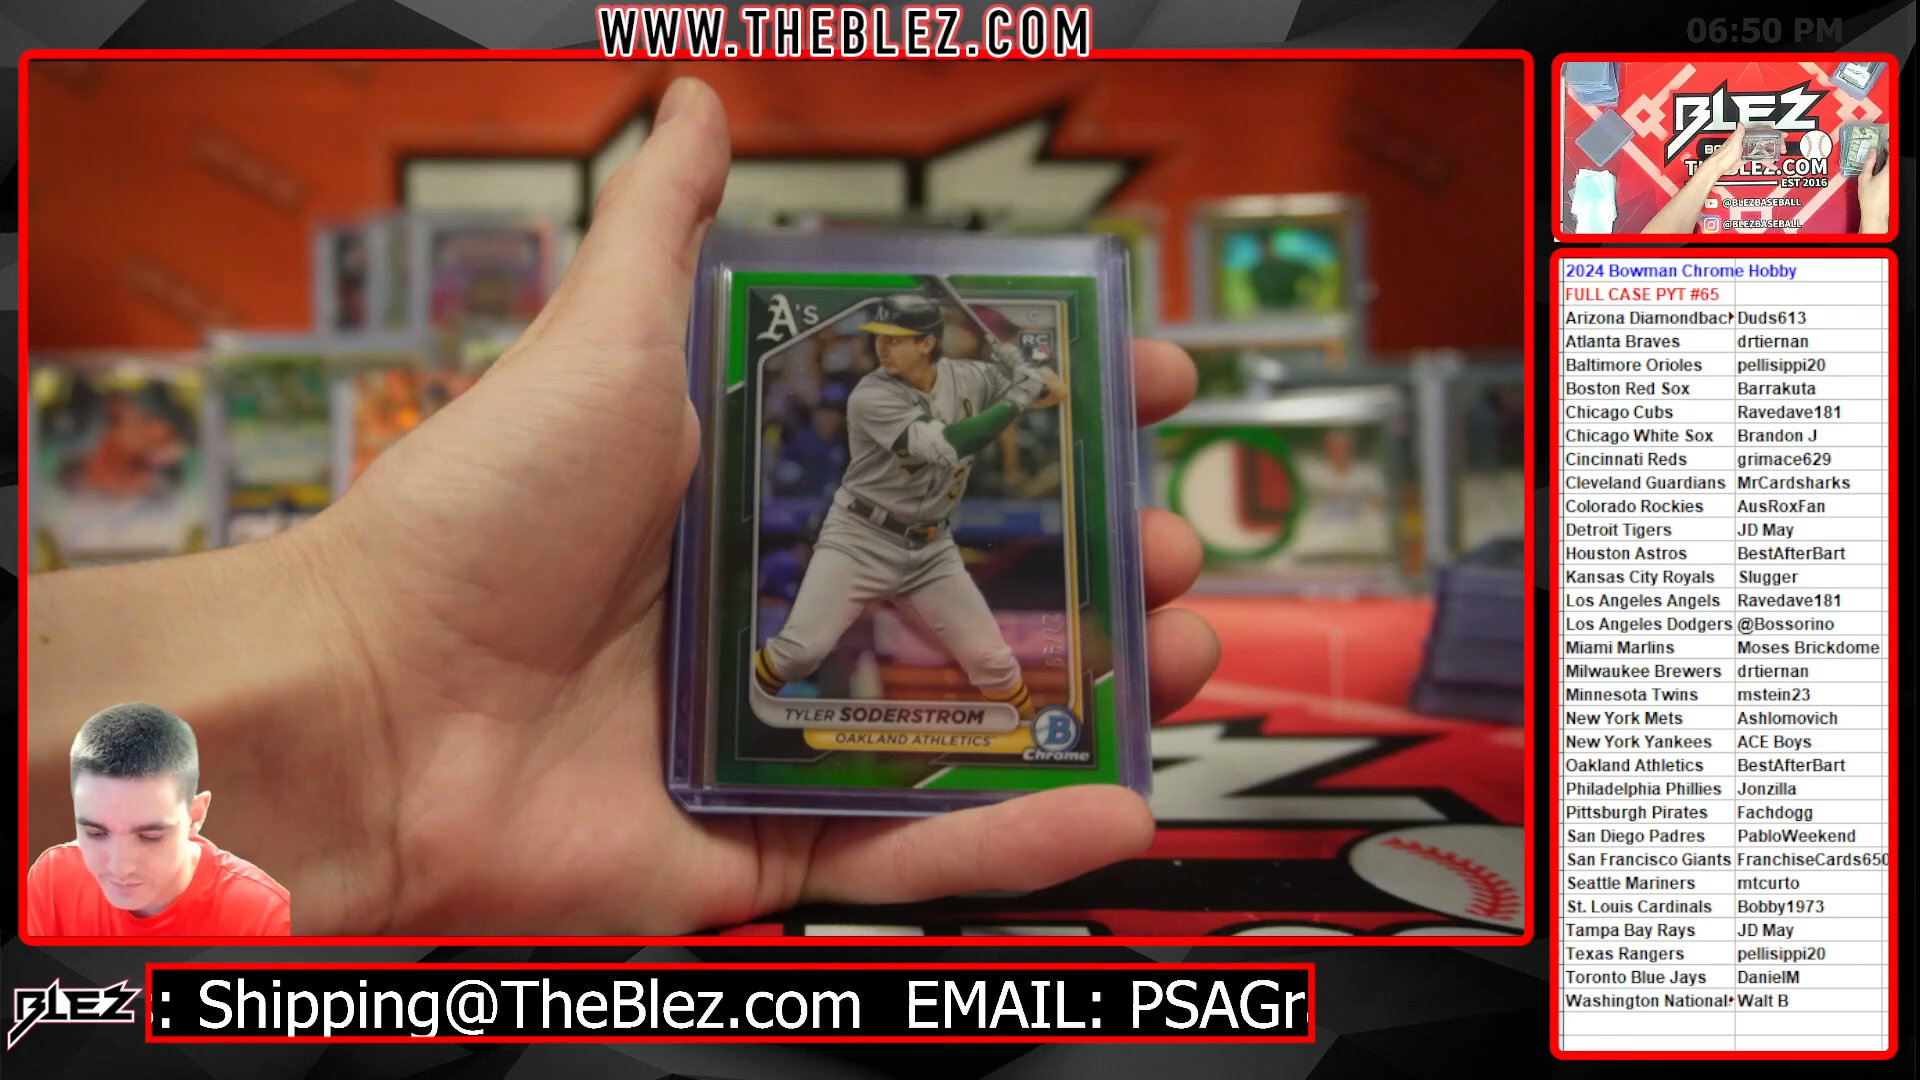 WWW.THEBLEZ.COM
06:50 PM
A's
RC
TYLER SODERSTROM
OAKLAND ATHLETICS
B
Chrome
BLEZ
THEBLEZ.COM
EST 2016
@BLEZBASEBALL
@BLEZBASEBALL
2024 Bowman Chrome Hobby
FULL CASE PYT #65
Arizona Diamondback Duds613
Atlanta Braves drtiernan
Baltimore Orioles pellisippi20
Boston Red Sox Barrakuta
Chicago Cubs Ravedave181
Chicago White Sox Brandon J
Cincinnati Reds grimace629
Cleveland Guardians MrCardsharks
Colorado Rockies AusRoxFan
Detroit Tigers JD May
Houston Astros BestAfterBart
Kansas City Royals Slugger
Los Angeles Angels Ravedave181
Los Angeles Dodgers @Bossorino
Miami Marlins Moses Brickdome
Milwaukee Brewers drtiernan
Minnesota Twins mstein23
New York Mets Ashlomovich
New York Yankees ACE Boys
Oakland Athletics BestAfterBart
Philadelphia Phillies Jonzilla
Pittsburgh Pirates Fachdogg
San Diego Padres PabloWeekend
San Francisco Giants FranchiseCards650
Seattle Mariners mtcurto
St. Louis Cardinals Bobby1973
Tampa Bay Rays JD May
Texas Rangers pellisippi20
Toronto Blue Jays DanielM
Washington National Walt B
BLEZ
: Shipping@TheBlez.com EMAIL: PSAGr